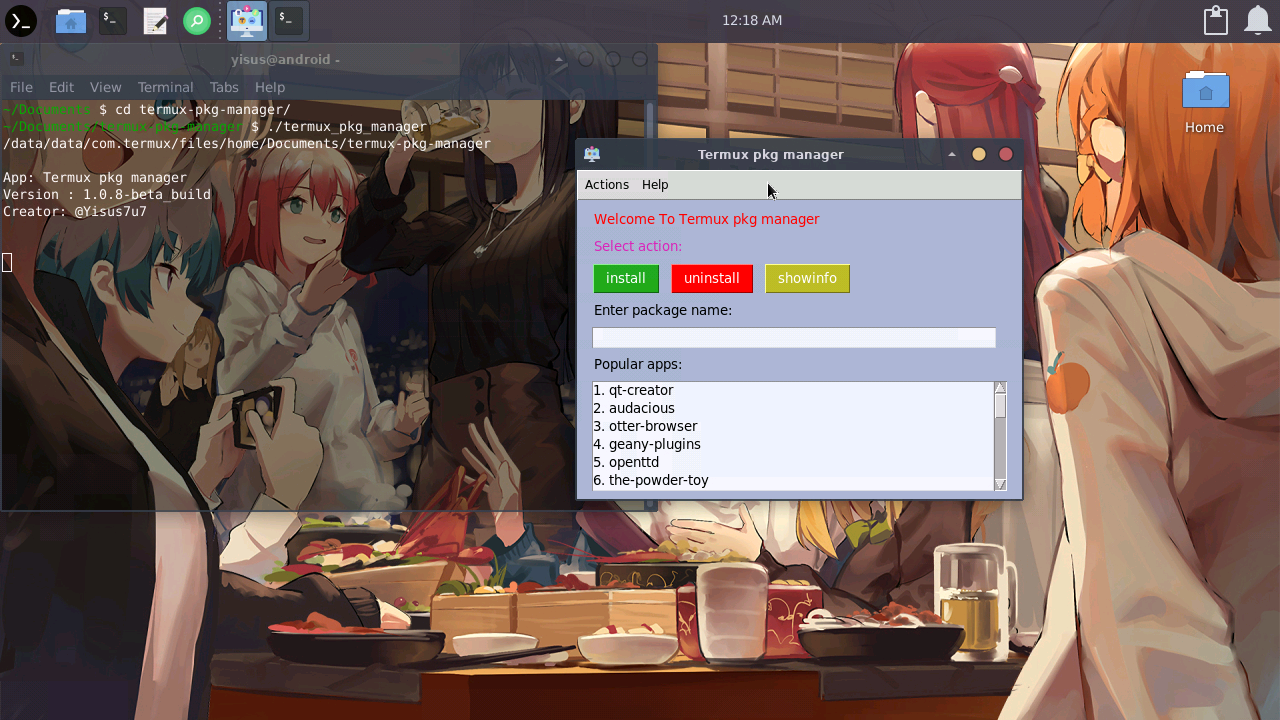 12:18 AM
yisus@android -
File Edit View Terminal Tabs Help
~/Documents $ cd termux-pkg-manager/
~/Documents/termux-pkg-manager $ ./termux_pkg_manager
/data/data/com.termux/files/home/Documents/termux-pkg-manager
App: Termux pkg manager
Version : 1.0.8-beta_build
Creator: @Yisus7u7
Home
Termux pkg manager
Actions Help
Welcome To Termux pkg manager
Select action:
install uninstall showinfo
Enter package name:
Popular apps:
1. qt-creator
2. audacious
3. otter-browser
4. geany-plugins
5. openttd
6. the-powder-toy